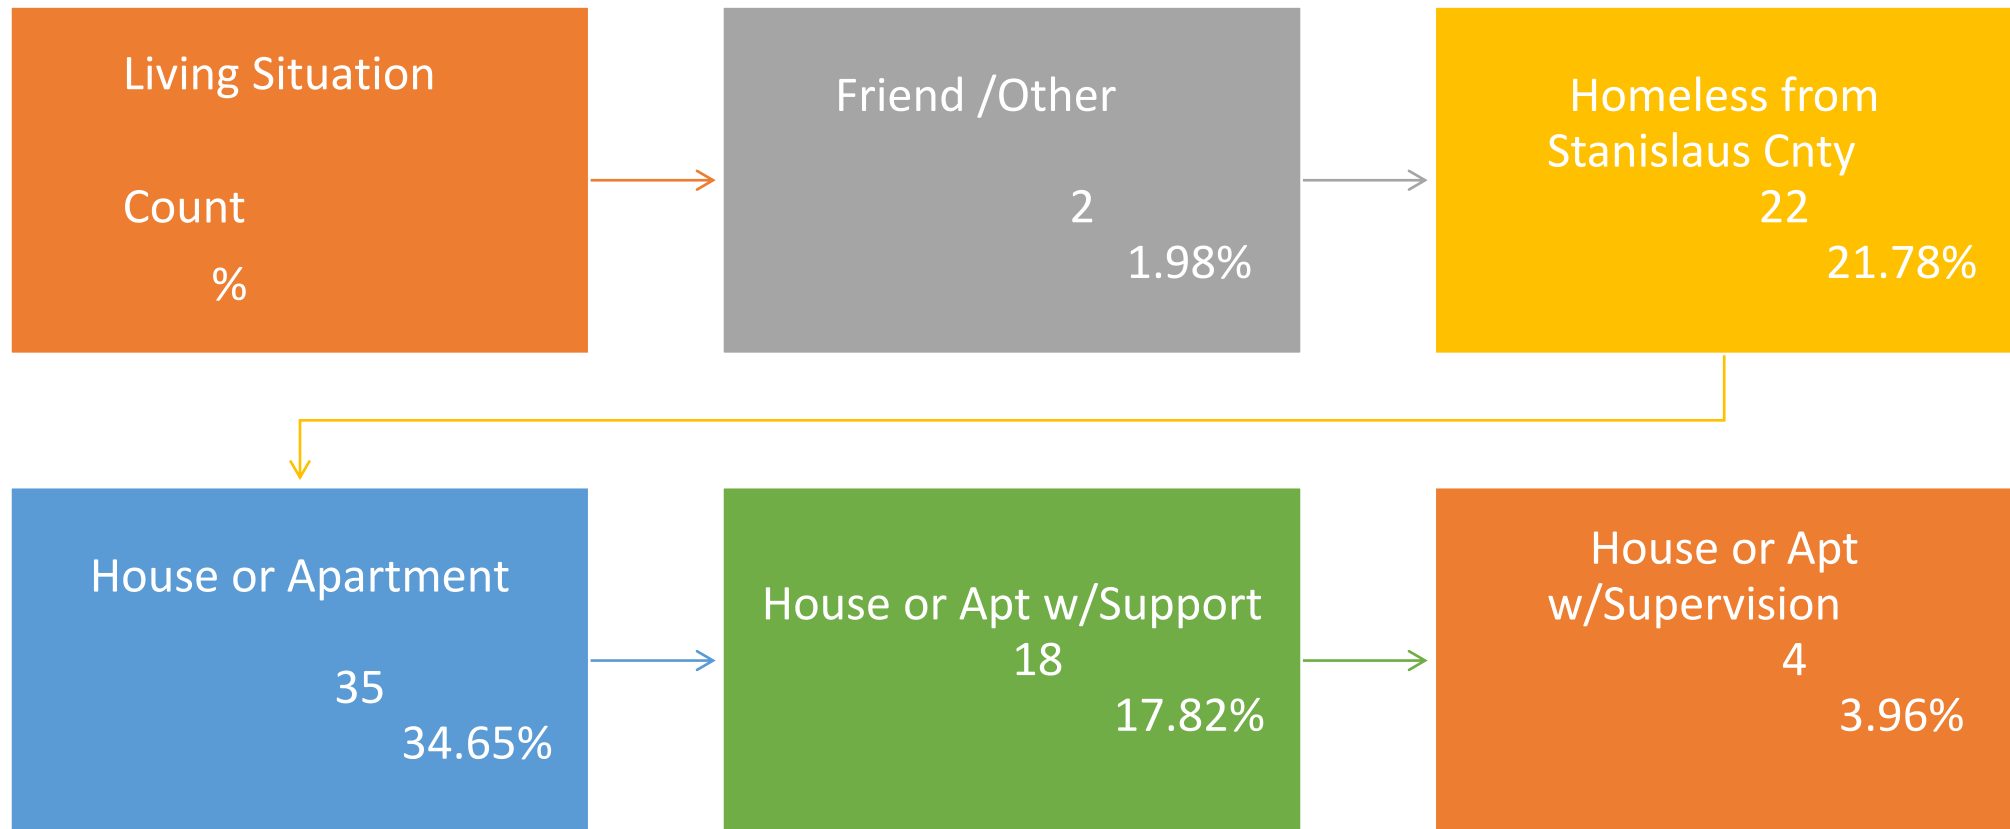 Living Situation
Count
%
Friend /Other
2
1.98%
Homeless from
Stanislaus Cnty
22
21.78%
House or Apartment
35
34.65%
House or Apt w/Support
18
17.82%
House or Apt
w/Supervision
4
3.96%